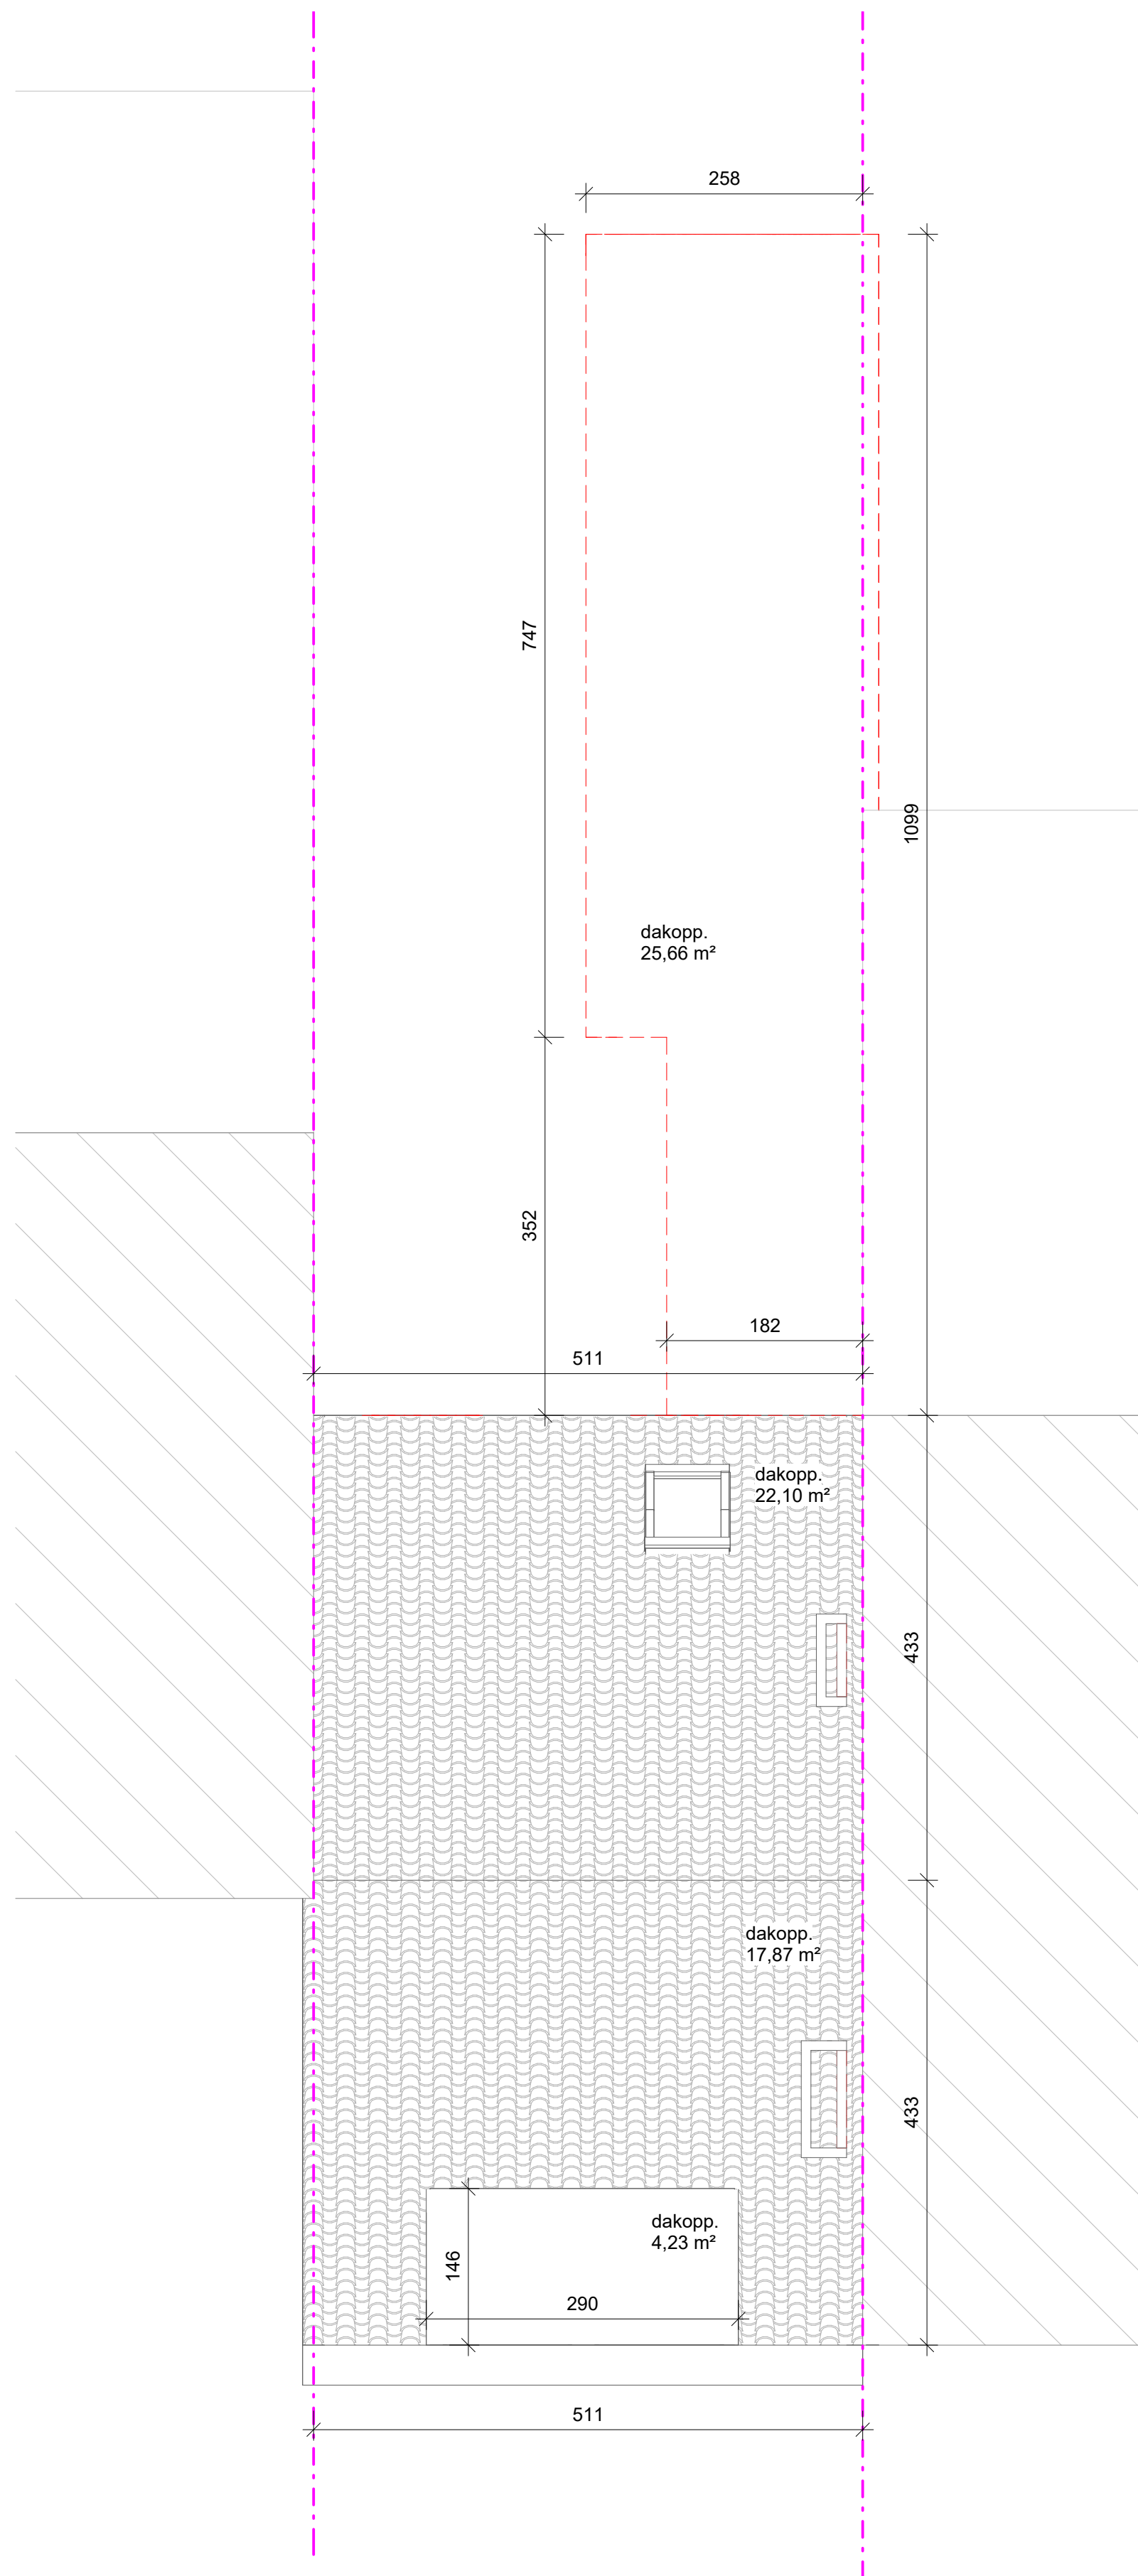 258
747
1099
dakopp.
25,66 m²
352
182
511
dakopp.
22,10 m²
433
dakopp.
17,87 m²
433
dakopp.
4,23 m²
146
290
511